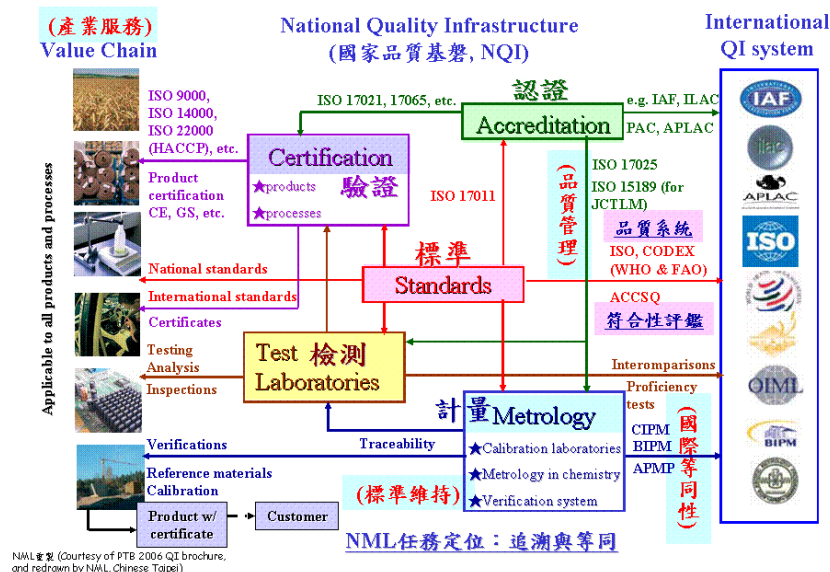 (產業服務)
Value Chain
National Quality Infrastructure
(國家品質基磐, NQI)
International
QI system
ISO 9000,
ISO 14000,
ISO 22000
(HACCP), etc.
Product
certification
CE, GS, etc.
ISO 17021, 17065, etc.
認證
Accreditation
e.g. IAF, ILAC
PAC, APLAC
Certification
★products
驗證
★processes
ISO 17011
(品質管理)
ISO 17025
ISO 15189 (for
JCTLM)
品質系統
ISO, CODEX
(WHO & FAO)
ACCSQ
符合性評鑑
標準
Standards
National standards
International standards
Certificates
Applicable to all products and processes
Testing
Analysis
Inspections
Test 檢測
Laboratories
Interomparisons
Proficiency
tests
計量 Metrology
★Calibration laboratories
★Metrology in chemistry
★Verification system
CIPM
BIPM
APMP
(國際等同性)
Traceability
Verifications
Reference materials
Calibration
(標準維持)
Product w/
certificate
Customer
NML任務定位：追溯與等同
NML重製 (Courtesy of PTB 2006 QI brochure,
and redrawn by NML, Chinese Taipei)
IAF
ilac
APLAC
ISO
OIML
BIPM